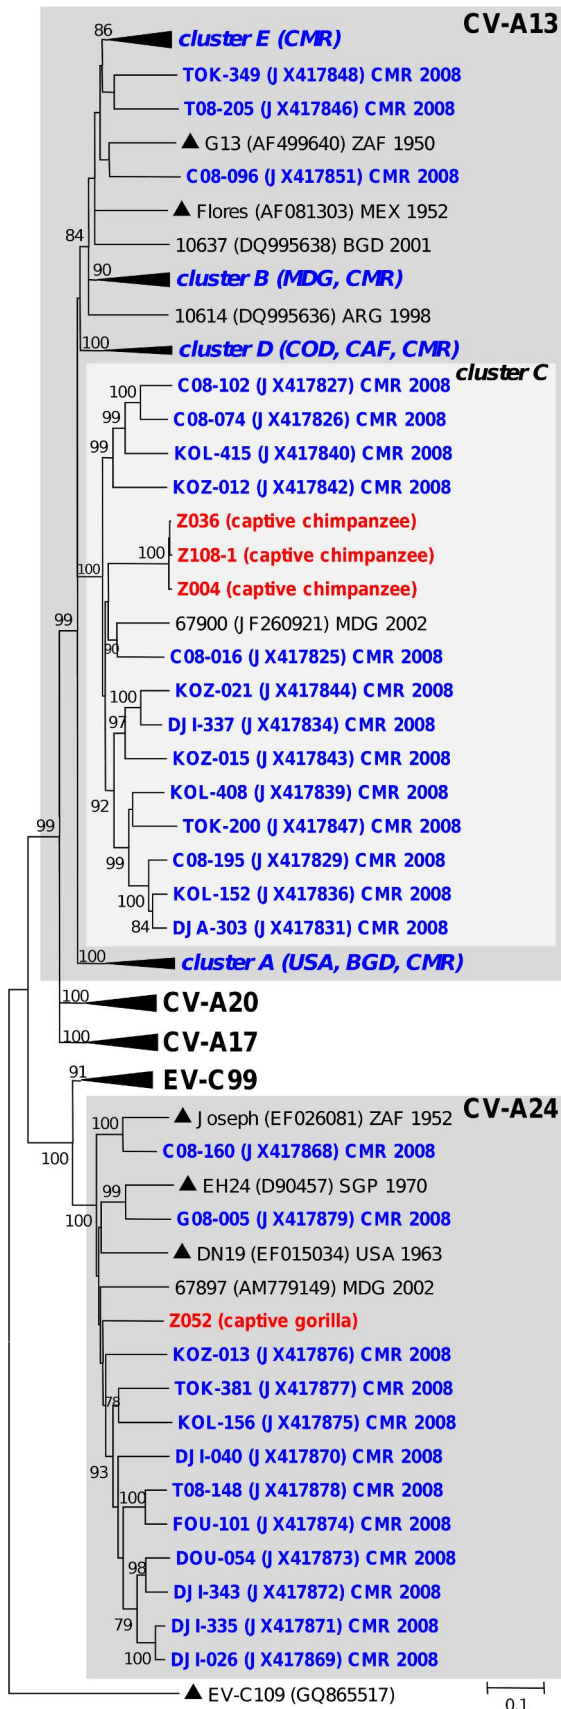 CV-A13
86
cluster E (CMR)
TOK-349 (JX417848) CMR 2008
T08-205 (JX417846) CMR 2008
▲ G13 (AF499640) ZAF 1950
C08-096 (JX417851) CMR 2008
▲ Flores (AF081303) MEX 1952
84
10637 (DQ995638) BGD 2001
90
cluster B (MDG, CMR)
10614 (DQ995636) ARG 1998
100
cluster D (COD, CAF, CMR)
cluster C
100
C08-102 (JX417827) CMR 2008
99
C08-074 (JX417826) CMR 2008
99
KOL-415 (JX417840) CMR 2008
KOZ-012 (JX417842) CMR 2008
Z036 (captive chimpanzee)
100
Z108-1 (captive chimpanzee)
100
Z004 (captive chimpanzee)
99
67900 (JF260921) MDG 2002
90
C08-016 (JX417825) CMR 2008
100
KOZ-021 (JX417844) CMR 2008
97
DJI-337 (JX417834) CMR 2008
KOZ-015 (JX417843) CMR 2008
92
KOL-408 (JX417839) CMR 2008
99
TOK-200 (JX417847) CMR 2008
99
C08-195 (JX417829) CMR 2008
100
KOL-152 (JX417836) CMR 2008
84
DJA-303 (JX417831) CMR 2008
100
cluster A (USA, BGD, CMR)
100
CV-A20
100
CV-A17
91
EV-C99
CV-A24
100
▲ Joseph (EF026081) ZAF 1952
100
C08-160 (JX417868) CMR 2008
99
▲ EH24 (D90457) SGP 1970
100
G08-005 (JX417879) CMR 2008
▲ DN19 (EF015034) USA 1963
67897 (AM779149) MDG 2002
Z052 (captive gorilla)
KOZ-013 (JX417876) CMR 2008
78
TOK-381 (JX417877) CMR 2008
KOL-156 (JX417875) CMR 2008
93
DJI-040 (JX417870) CMR 2008
100
T08-148 (JX417878) CMR 2008
FOU-101 (JX417874) CMR 2008
98
DOU-054 (JX417873) CMR 2008
DJI-343 (JX417872) CMR 2008
79
DJI-335 (JX417871) CMR 2008
100
DJI-026 (JX417869) CMR 2008
▲ EV-C109 (GQ865517)
0.1